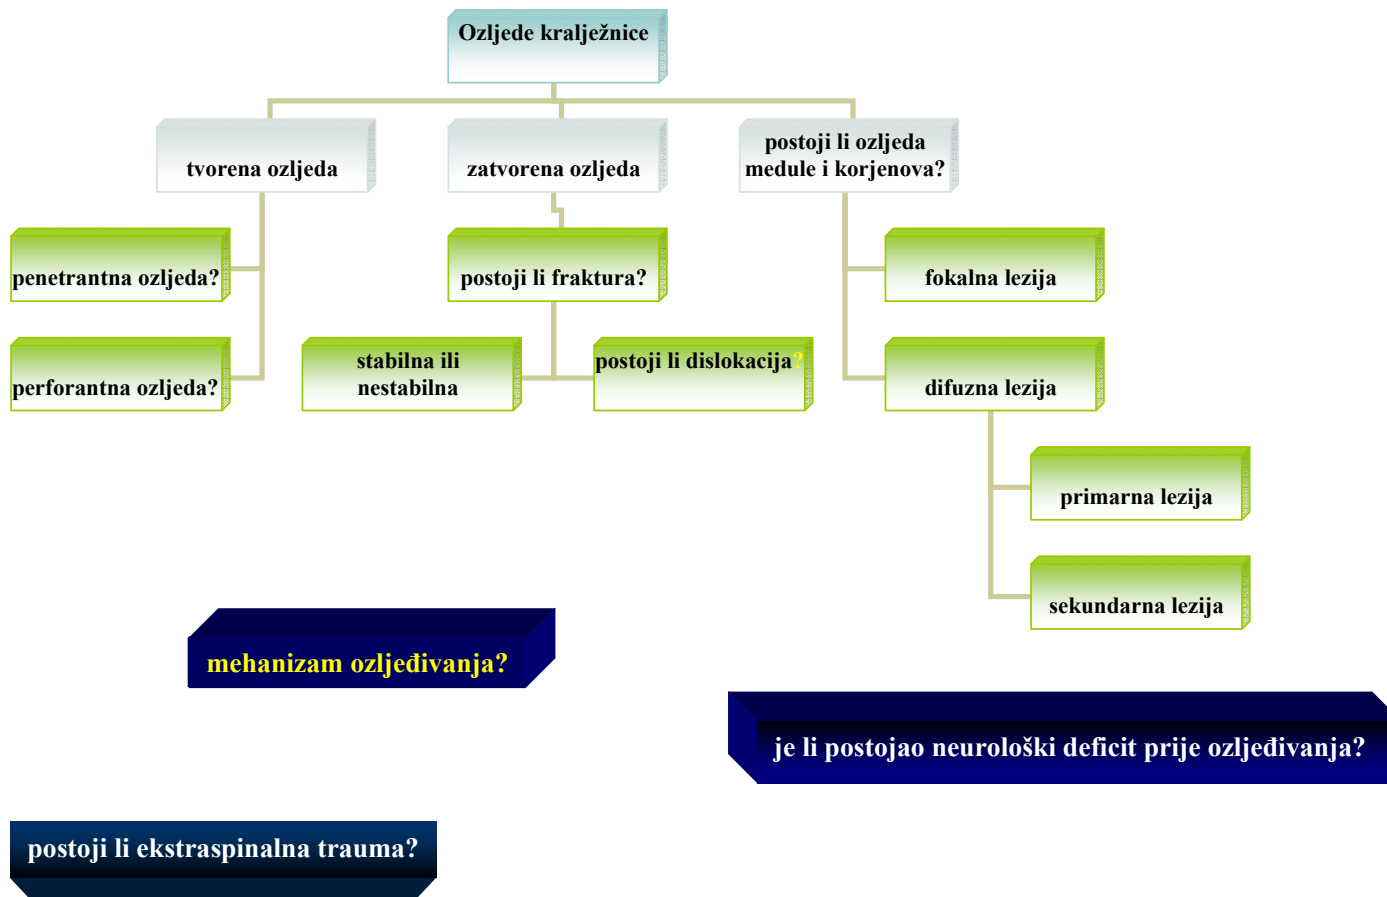 Ozljede kralježnice
tvorena ozljeda
zatvorena ozljeda
postoji li ozljeda
medule i korjenova?
penetrantna ozljeda?
postoji li fraktura?
fokalna lezija
perforantna ozljeda?
stabilna ili
nestabilna
postoji li dislokacija?
difuzna lezija
primarna lezija
sekundarna lezija
mehanizam ozljeđivanja?
je li postojao neurološki deficit prije ozljeđivanja?
postoji li ekstraspinalna trauma?